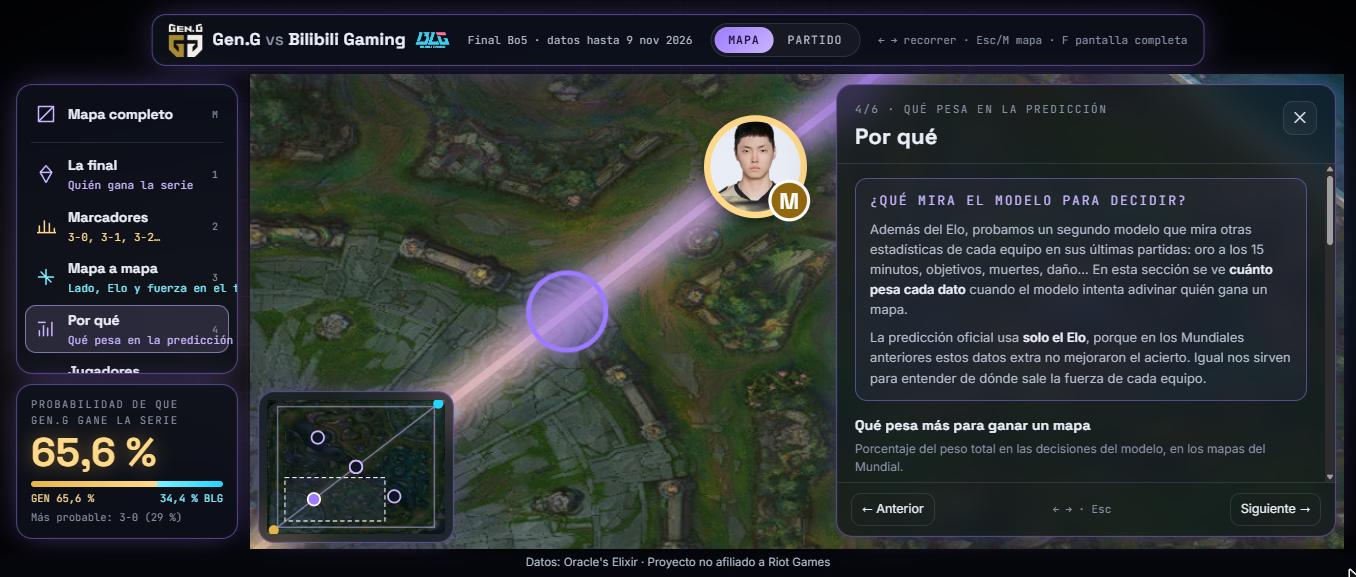 GEN.G
Gen.G vs Bilibili Gaming
BLG
Final Bo5 · datos hasta 9 nov 2026
MAPA
PARTIDO
← → recorrer · Esc/M mapa · F pantalla completa
Mapa completo
M
La final
Quién gana la serie
1
Marcadores
3-0, 3-1, 3-2…
2
Mapa a mapa
Lado, Elo y fuerza en el t
3
Por qué
Qué pesa en la predicción
4
Jugadores
PROBABILIDAD DE QUE
GEN.G GANE LA SERIE
65,6 %
GEN 65,6 %
34,4 % BLG
Más probable: 3-0 (29 %)
M
4/6 · QUÉ PESA EN LA PREDICCIÓN
Por qué
¿QUÉ MIRA EL MODELO PARA DECIDIR?
Además del Elo, probamos un segundo modelo que mira otras
estadísticas de cada equipo en sus últimas partidas: oro a los 15
minutos, objetivos, muertes, daño... En esta sección se ve cuánto
pesa cada dato cuando el modelo intenta adivinar quién gana un
mapa.
La predicción oficial usa solo el Elo, porque en los Mundiales
anteriores estos datos extra no mejoraron el acierto. Igual nos sirven
para entender de dónde sale la fuerza de cada equipo.
Qué pesa más para ganar un mapa
Porcentaje del peso total en las decisiones del modelo, en los mapas del
Mundial.
← Anterior
← → · Esc
Siguiente →
Datos: Oracle's Elixir · Proyecto no afiliado a Riot Games